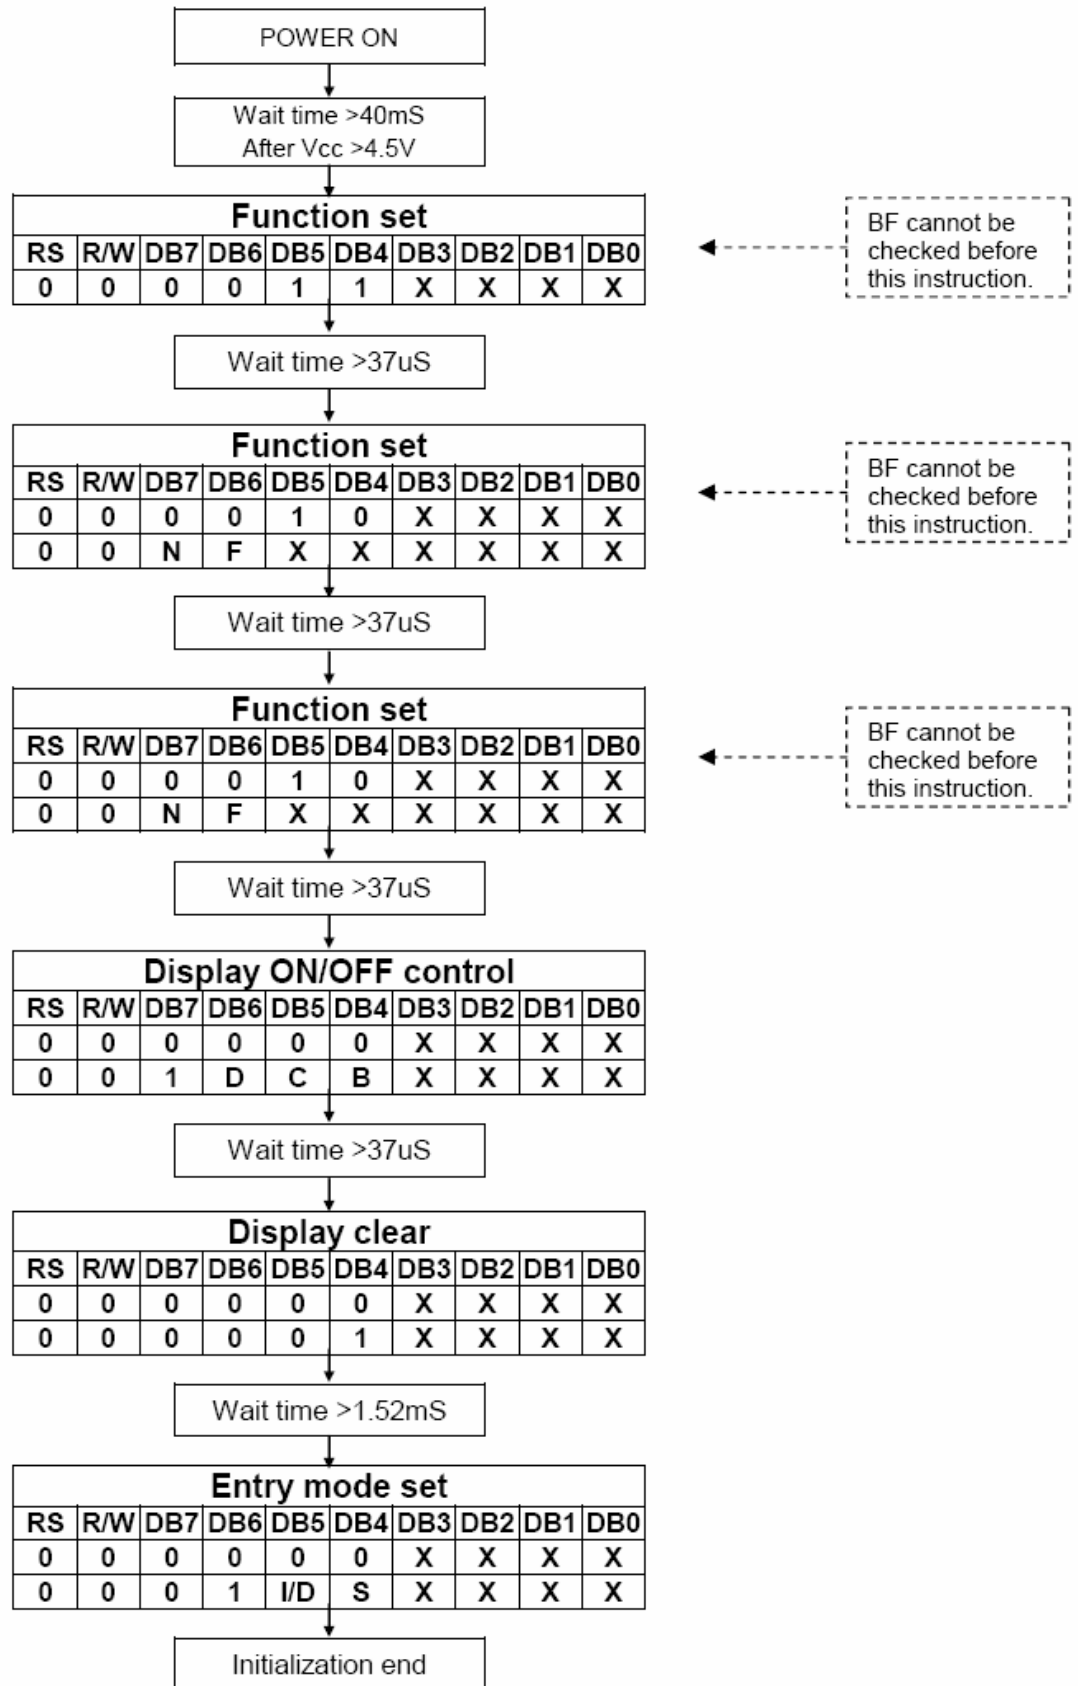 POWER ON
Wait time >40mS
After Vcc >4.5V
Function set
RS R/W DB7 DB6 DB5 DB4 DB3 DB2 DB1 DB0
0 0 0 0 1 1 X X X X
BF cannot be
checked before
this instruction.
Wait time >37uS
Function set
RS R/W DB7 DB6 DB5 DB4 DB3 DB2 DB1 DB0
0 0 0 0 1 0 X X X X
0 0 N F X X X X X X
BF cannot be
checked before
this instruction.
Wait time >37uS
Function set
RS R/W DB7 DB6 DB5 DB4 DB3 DB2 DB1 DB0
0 0 0 0 1 0 X X X X
0 0 N F X X X X X X
BF cannot be
checked before
this instruction.
Wait time >37uS
Display ON/OFF control
RS R/W DB7 DB6 DB5 DB4 DB3 DB2 DB1 DB0
0 0 0 0 0 0 X X X X
0 0 1 D C B X X X X
Wait time >37uS
Display clear
RS R/W DB7 DB6 DB5 DB4 DB3 DB2 DB1 DB0
0 0 0 0 0 0 X X X X
0 0 0 0 0 1 X X X X
Wait time >1.52mS
Entry mode set
RS R/W DB7 DB6 DB5 DB4 DB3 DB2 DB1 DB0
0 0 0 0 0 0 X X X X
0 0 0 1 I/D S X X X X
Initialization end